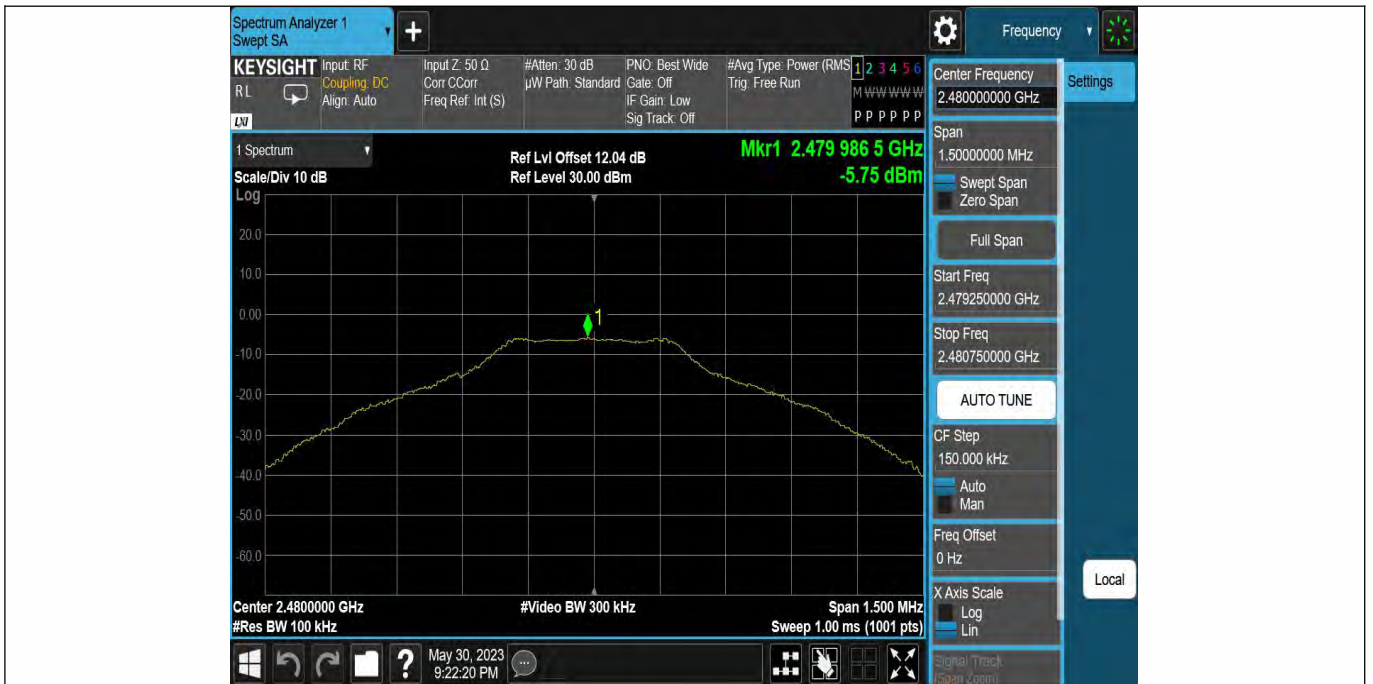 Spectrum Analyzer 1
Swept SA
+
Frequency
KEYSIGHT
RL
LXI
Input: RF
Coupling: DC
Align: Auto
Input Z: 50 Ω
Corr CCorr
Freq Ref: Int (S)
#Atten: 30 dB
µW Path: Standard
PNO: Best Wide
Gate: Off
IF Gain: Low
Sig Track: Off
#Avg Type: Power (RMS
Trig: Free Run
1 2 3 4 5 6
M W W W W W
P P P P P P
1 Spectrum
Scale/Div 10 dB
Ref Lvl Offset 12.04 dB
Ref Level 30.00 dBm
Mkr1 2.479 986 5 GHz
-5.75 dBm
Log
20.0
10.0
0.00
-10.0
-20.0
-30.0
-40.0
-50.0
-60.0
1
Center 2.4800000 GHz
#Res BW 100 kHz
#Video BW 300 kHz
Span 1.500 MHz
Sweep 1.00 ms (1001 pts)
Center Frequency
2.480000000 GHz
Settings
Span
1.50000000 MHz
Swept Span
Zero Span
Full Span
Start Freq
2.479250000 GHz
Stop Freq
2.480750000 GHz
AUTO TUNE
CF Step
150.000 kHz
Auto
Man
Freq Offset
0 Hz
X Axis Scale
Log
Lin
Local
Signal Track
(Span Zoom)
?
May 30, 2023
9:22:20 PM